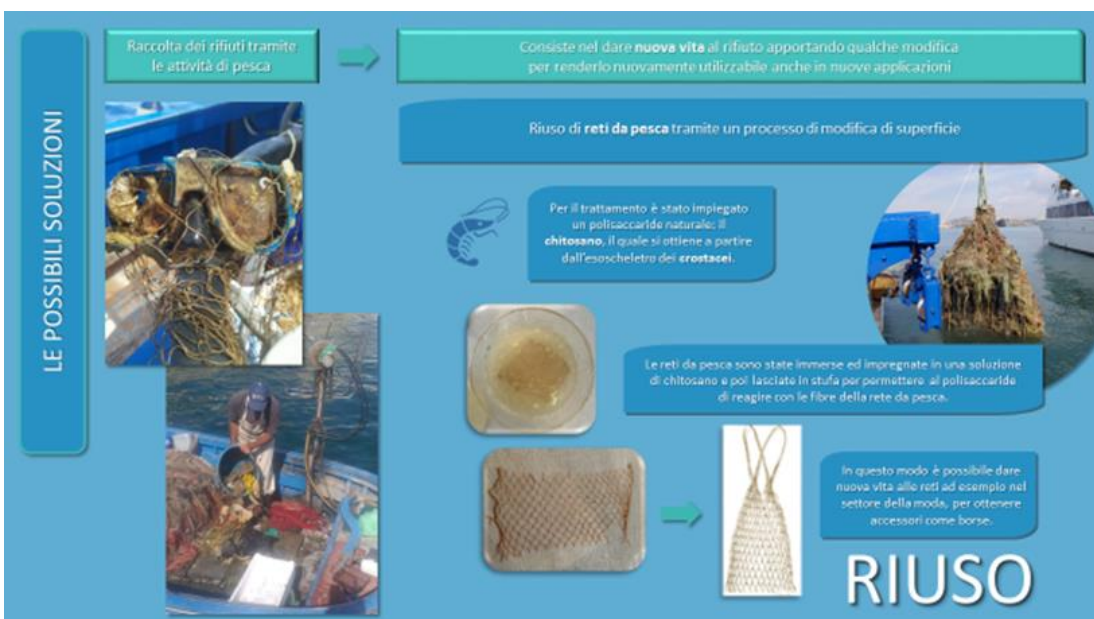 LE POSSIBILI SOLUZIONI
Raccolta dei rifiuti tramite
le attività di pesca
Consiste nel dare nuova vita al rifiuto apportando qualche modifica
per renderlo nuovamente utilizzabile anche in nuove applicazioni
Riuso di reti da pesca tramite un processo di modifica di superficie
Per il trattamento è stato impiegato
un polisaccaride naturale: il
chitosano, il quale si ottiene a partire
dall'esoscheletro dei crostacei.
Le reti da pesca sono state immerse ed impregnate in una soluzione
di chitosano e poi lasciate in stufa per permettere al polisaccaride
di reagire con le fibre della rete da pesca.
In questo modo è possibile dare
nuova vita alle reti ad esempio nel
settore della moda, per ottenere
accessori come borse.
RIUSO